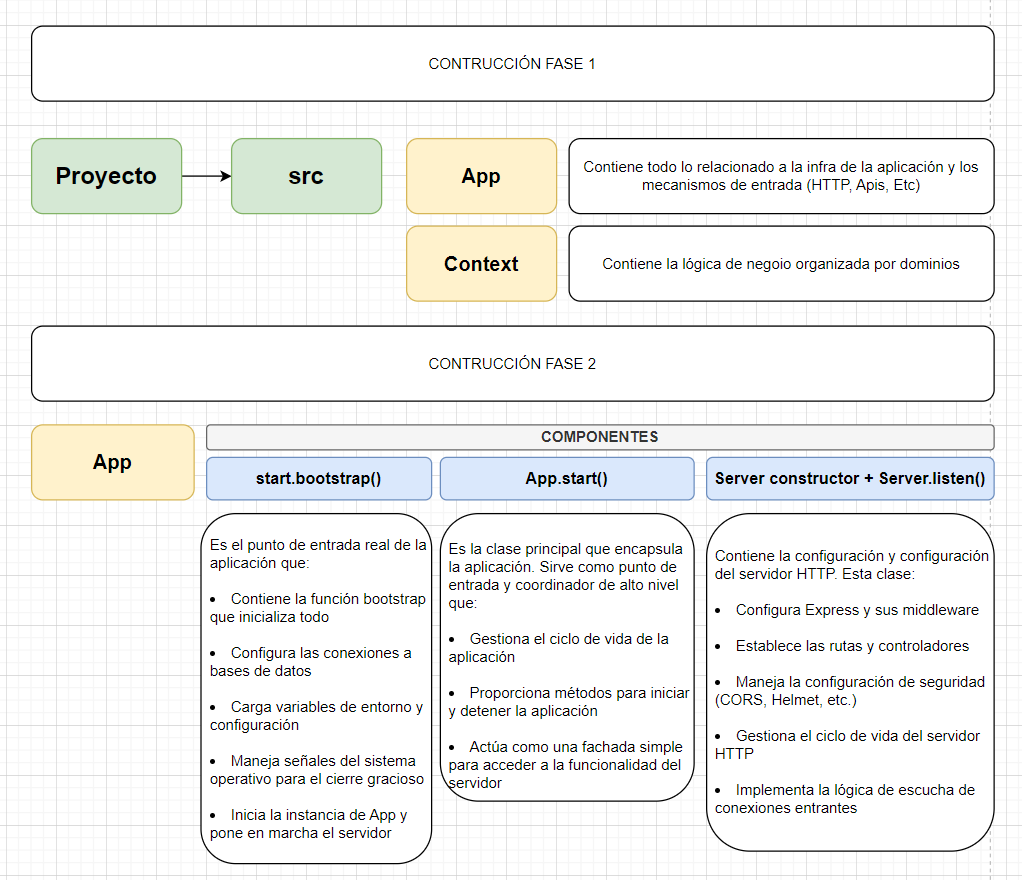 CONTRUCCIÓN FASE 1
Proyecto
src
App
Contiene todo lo relacionado a la infra de la aplicación y los
mecanismos de entrada (HTTP, Apis, Etc)
Context
Contiene la lógica de negoio organizada por dominios
CONTRUCCIÓN FASE 2
App
COMPONENTES
start.bootstrap()
App.start()
Server constructor + Server.listen()
Es el punto de entrada real de la
aplicación que:
• Contiene la función bootstrap
que inicializa todo
• Configura las conexiones a
bases de datos
• Carga variables de entorno y
configuración
• Maneja señales del sistema
operativo para el cierre gracioso
• Inicia la instancia de App y
pone en marcha el servidor
Es la clase principal que encapsula
la aplicación. Sirve como punto de
entrada y coordinador de alto nivel
que:
• Gestiona el ciclo de vida de la
aplicación
• Proporciona métodos para iniciar
y detener la aplicación
• Actúa como una fachada simple
para acceder a la funcionalidad del
servidor
Contiene la configuración y configuración
del servidor HTTP. Esta clase:
• Configura Express y sus middleware
• Establece las rutas y controladores
• Maneja la configuración de seguridad
(CORS, Helmet, etc.)
• Gestiona el ciclo de vida del servidor
HTTP
• Implementa la lógica de escucha de
conexiones entrantes